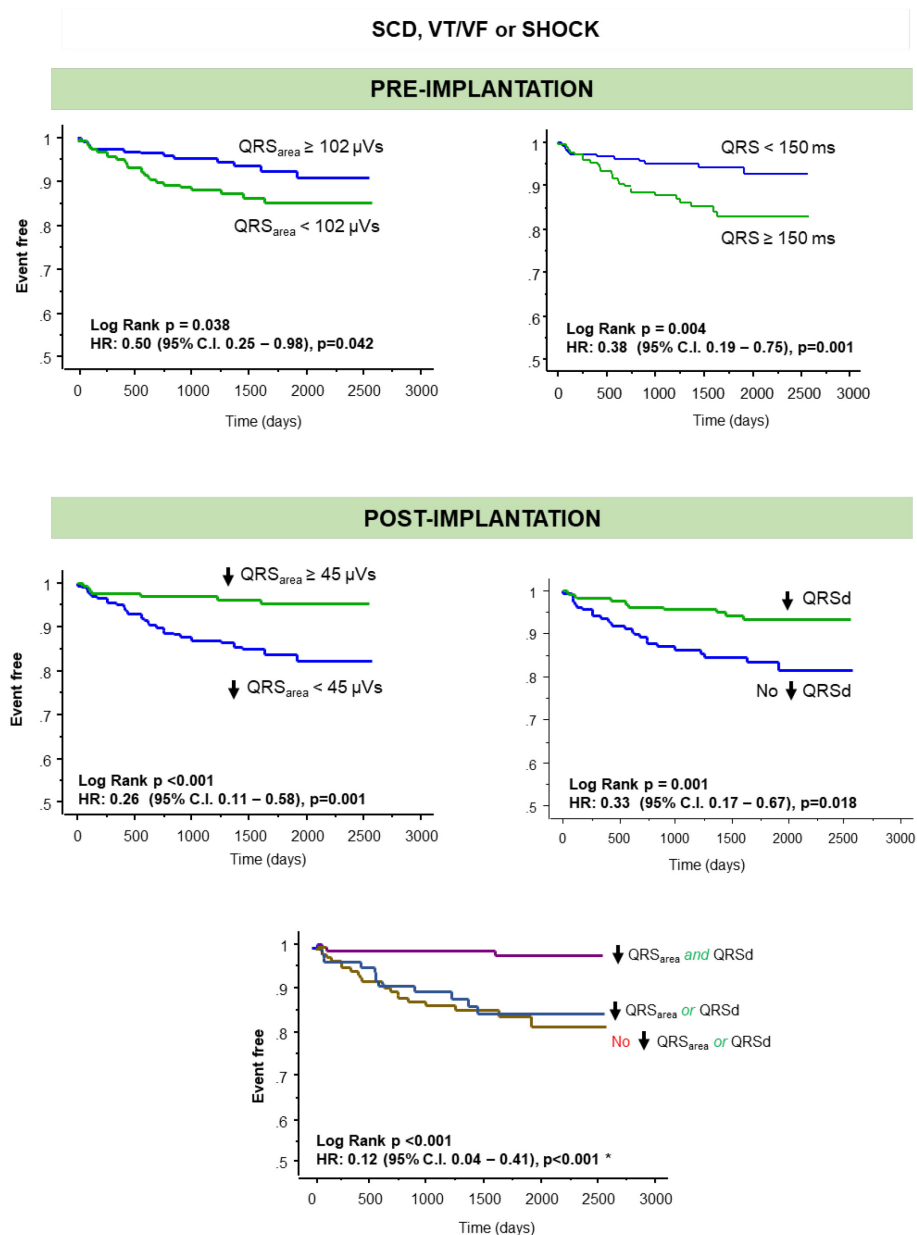 SCD, VT/VF or SHOCK
PRE-IMPLANTATION
Event free
1
.9
.8
.7
.6
.5
QRSarea ≥ 102 µVs
QRSarea < 102 µVs
Log Rank p = 0.038
HR: 0.50 (95% C.I. 0.25 – 0.98), p=0.042
0 500 1000 1500 2000 2500 3000
Time (days)
1
.9
.8
.7
.6
.5
QRS < 150 ms
QRS ≥ 150 ms
Log Rank p = 0.004
HR: 0.38 (95% C.I. 0.19 – 0.75), p=0.001
0 500 1000 1500 2000 2500 3000
Time (days)
POST-IMPLANTATION
Event free
1
.9
.8
.7
.6
.5
↓ QRSarea ≥ 45 µVs
↓ QRSarea < 45 µVs
Log Rank p <0.001
HR: 0.26 (95% C.I. 0.11 – 0.58), p=0.001
0 500 1000 1500 2000 2500 3000
Time (days)
1
.9
.8
.7
.6
.5
↓ QRSd
No ↓ QRSd
Log Rank p = 0.001
HR: 0.33 (95% C.I. 0.17 – 0.67), p=0.018
0 500 1000 1500 2000 2500 3000
Time (days)
Event free
1
.9
.8
.7
.6
.5
↓ QRSarea and QRSd
↓ QRSarea or QRSd
No ↓ QRSarea or QRSd
Log Rank p <0.001
HR: 0.12 (95% C.I. 0.04 – 0.41), p<0.001 *
0 500 1000 1500 2000 2500 3000
Time (days)